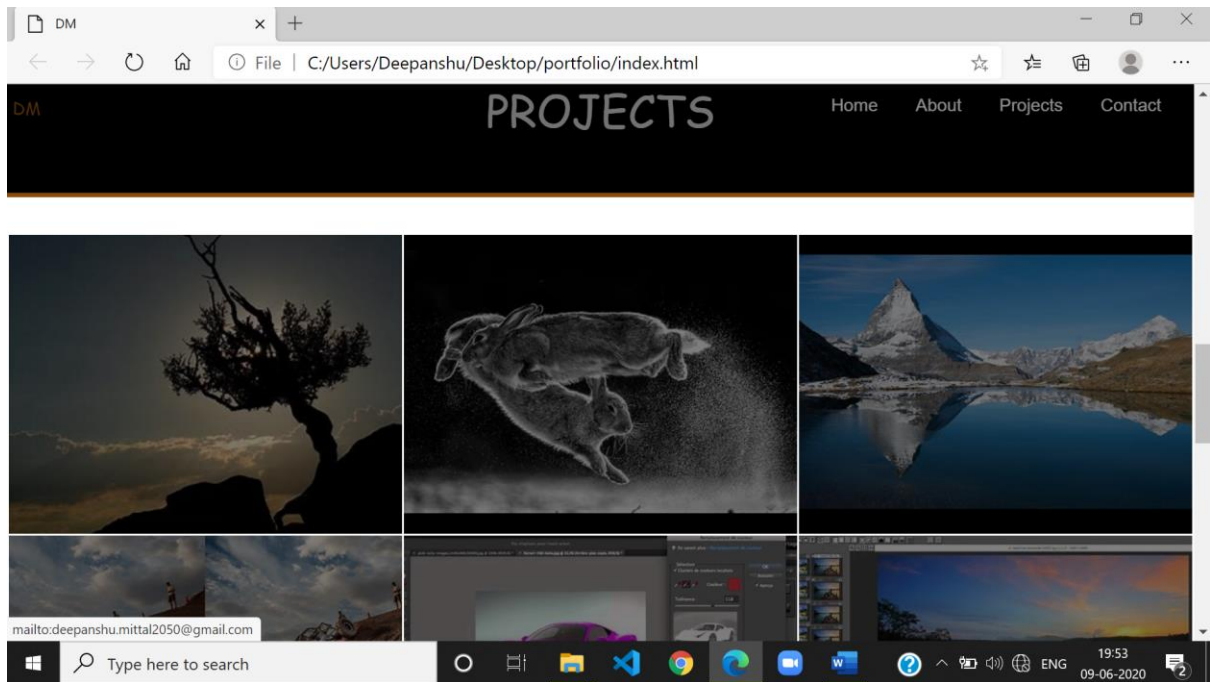 DM
File | C:/Users/Deepanshu/Desktop/portfolio/index.html
DM
PROJECTS
Home About Projects Contact
mailto:deepanshu.mittal2050@gmail.com
Type here to search
ENG
19:53
09-06-2020
2